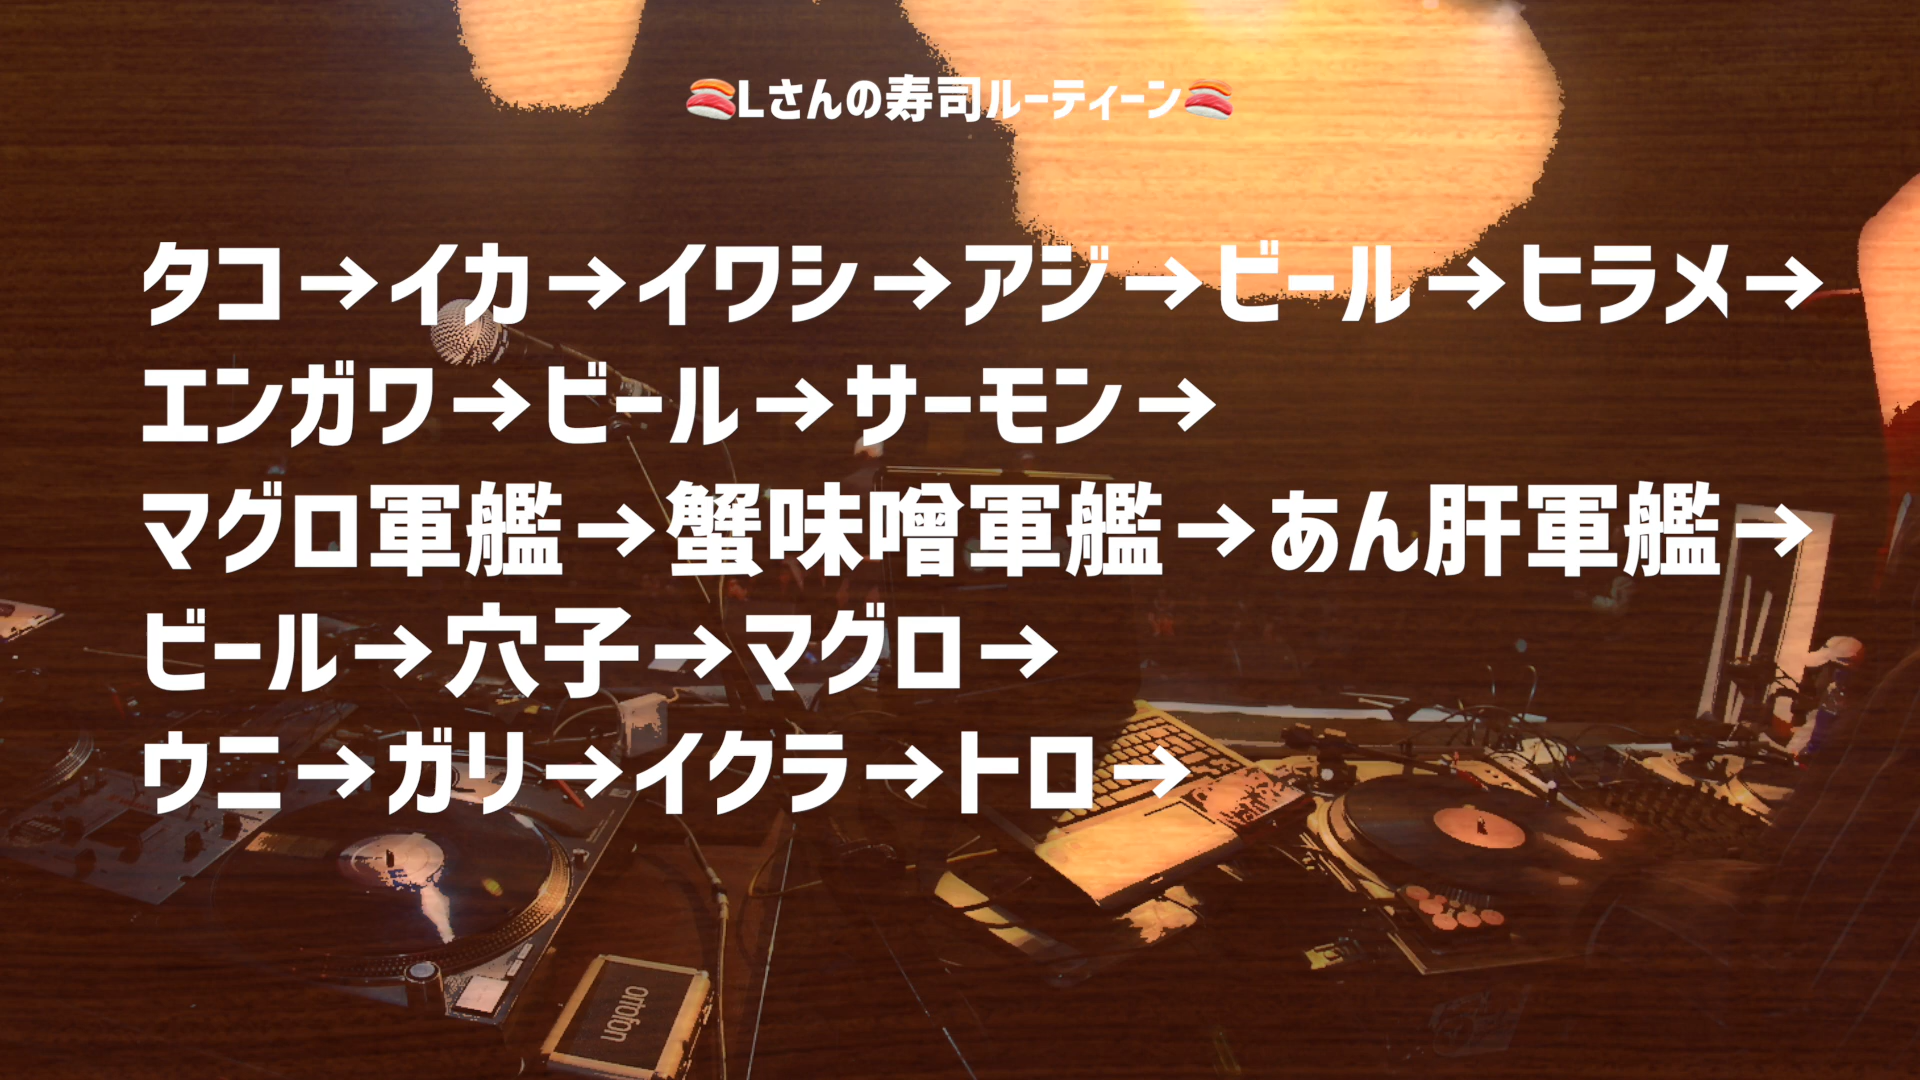 🍣Lさんの寿司ルーティーン🍣
タコ→イカ→イワシ→アジ→ビール→ヒラメ→
エンガワ→ビール→サーモン→
マグロ軍艦→蟹味噌軍艦→あん肝軍艦→
ビール→穴子→マグロ→
ウニ→ガリ→イクラ→トロ→
ortofon